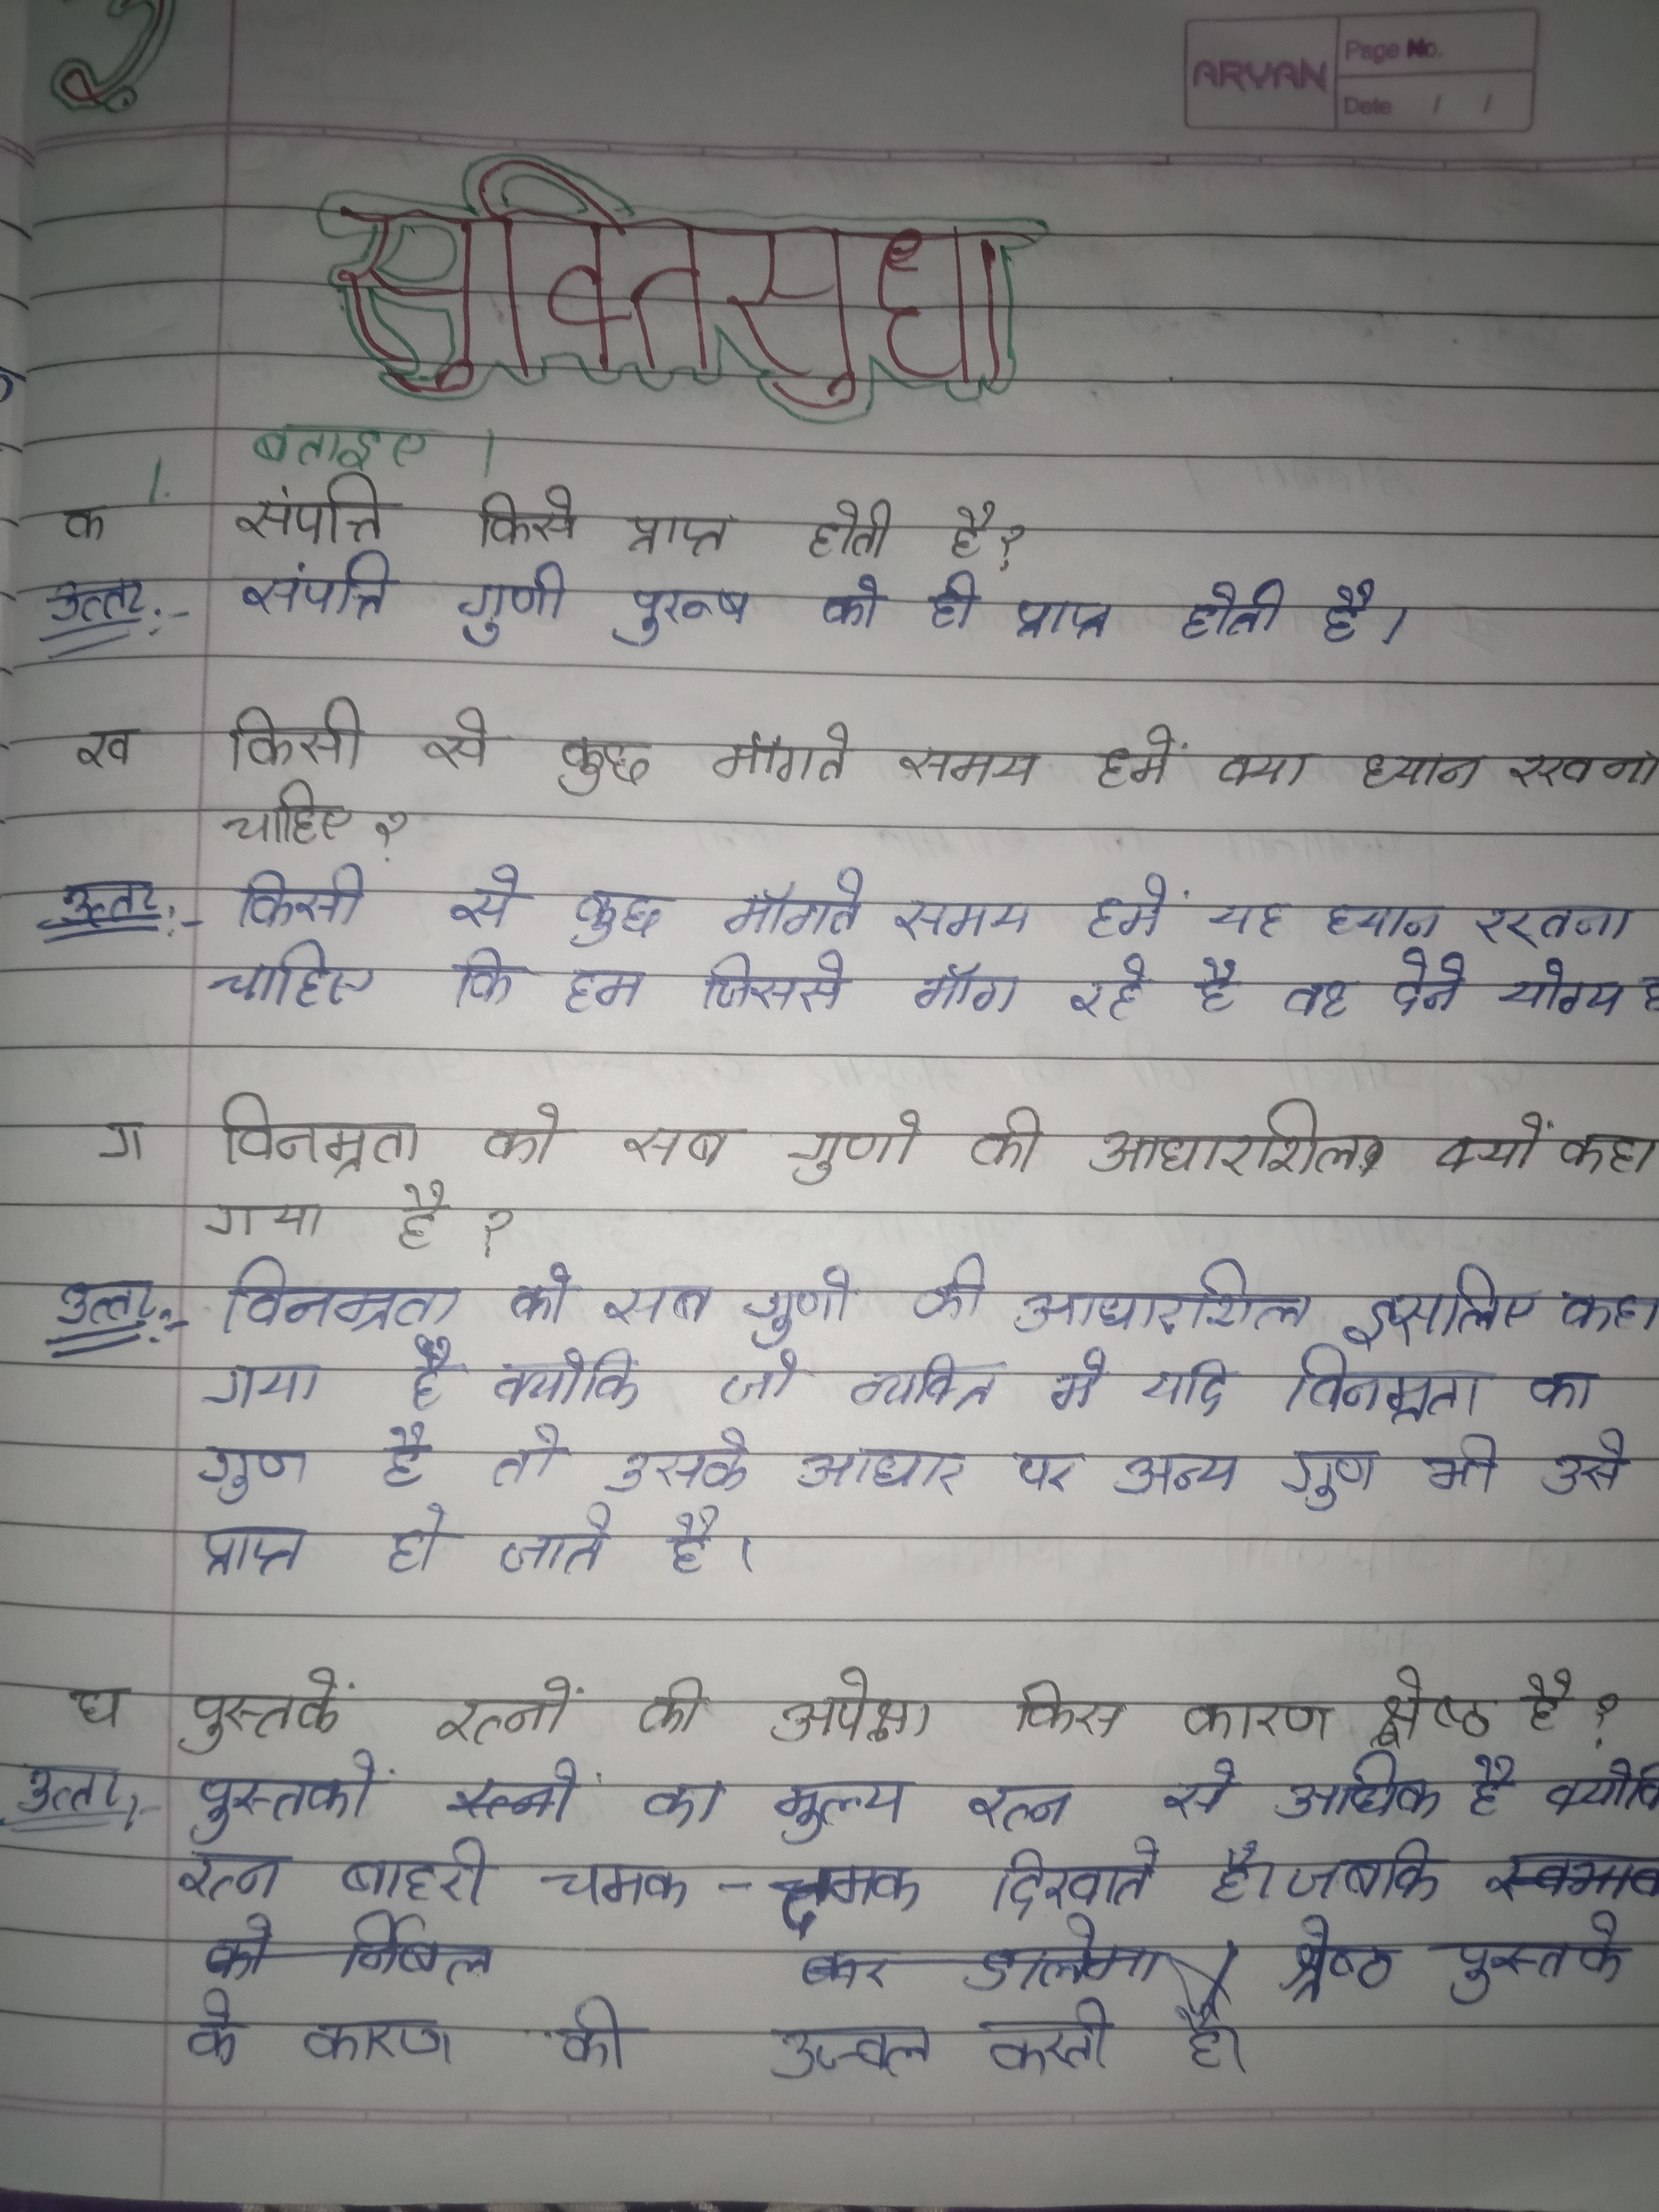 ARYAN
Page No.
Date / /
सुक्तिसुधा
1. बताइए ।
क संपत्ति किसे प्राप्त होती है?
उत्तर:- संपत्ति गुणी पुरूष को ही प्राप्त होती है।
ख किसी से कुछ माँगते समय हमें क्या ध्यान रखना
चाहिए?
उत्तर:- किसी से कुछ माँगते समय हमें यह ध्यान रखना
चाहिए कि हम जिससे माँग रहे है वह देने योग्य
ग विनम्रता को सब गुणो की आधारशिला क्यों कहा
गया है?
उत्तर:- विनम्रता को सब गुणो की आधारशिल इसलिए कहा
गया है क्योकि जो व्यक्ति मे यदि विनम्रता का
गुण है तो उसके आधार पर अन्य गुण भी उसे
प्राप्त हो जाते है।
घ पुस्तकें रत्नों की अपेक्षा किस कारण श्रेष्ठ है?
उत्तर:- पुस्तकों रत्नों का मुल्य रत्न से अधिक है
रत्न बाहरी चमक-दमक दिखाते है। जबकि स्वभाव
को निर्बल कर डालेगा श्रेष्ठ पुस्तके
के कारण की उज्वल करती है।